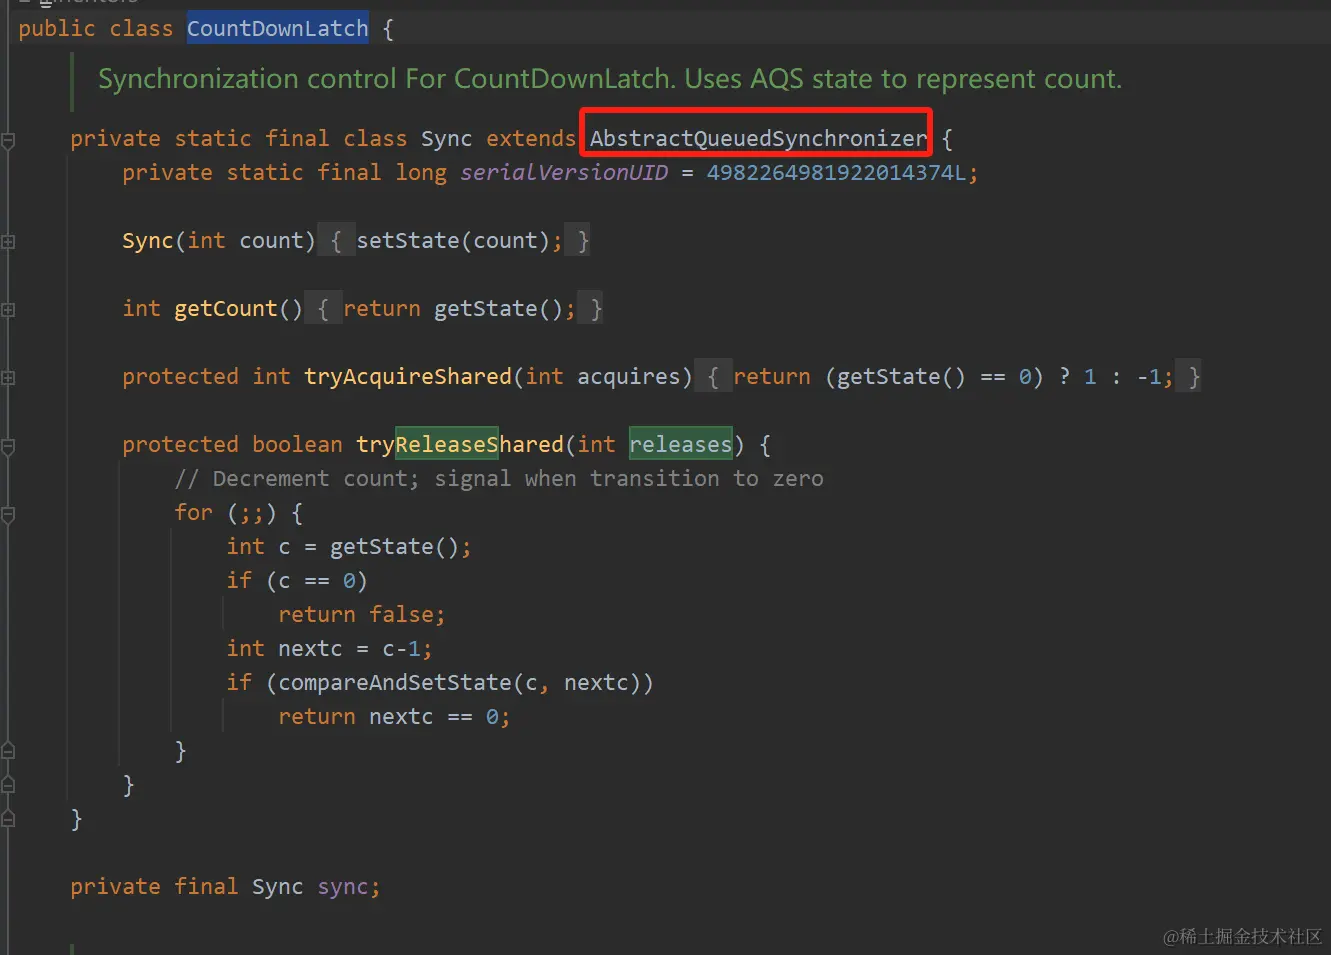 public class CountDownLatch {
Synchronization control For CountDownLatch. Uses AQS state to represent count.
private static final class Sync extends AbstractQueuedSynchronizer {
private static final long serialVersionUID = 4982264981922014374L;
Sync(int count) { setState(count); }
int getCount() { return getState(); }
protected int tryAcquireShared(int acquires) { return (getState() == 0) ? 1 : -1; }
protected boolean tryReleaseShared(int releases) {
// Decrement count; signal when transition to zero
for (;;) {
int c = getState();
if (c == 0)
return false;
int nextc = c-1;
if (compareAndSetState(c, nextc))
return nextc == 0;
}
}
}
private final Sync sync;
@稀土掘金技术社区